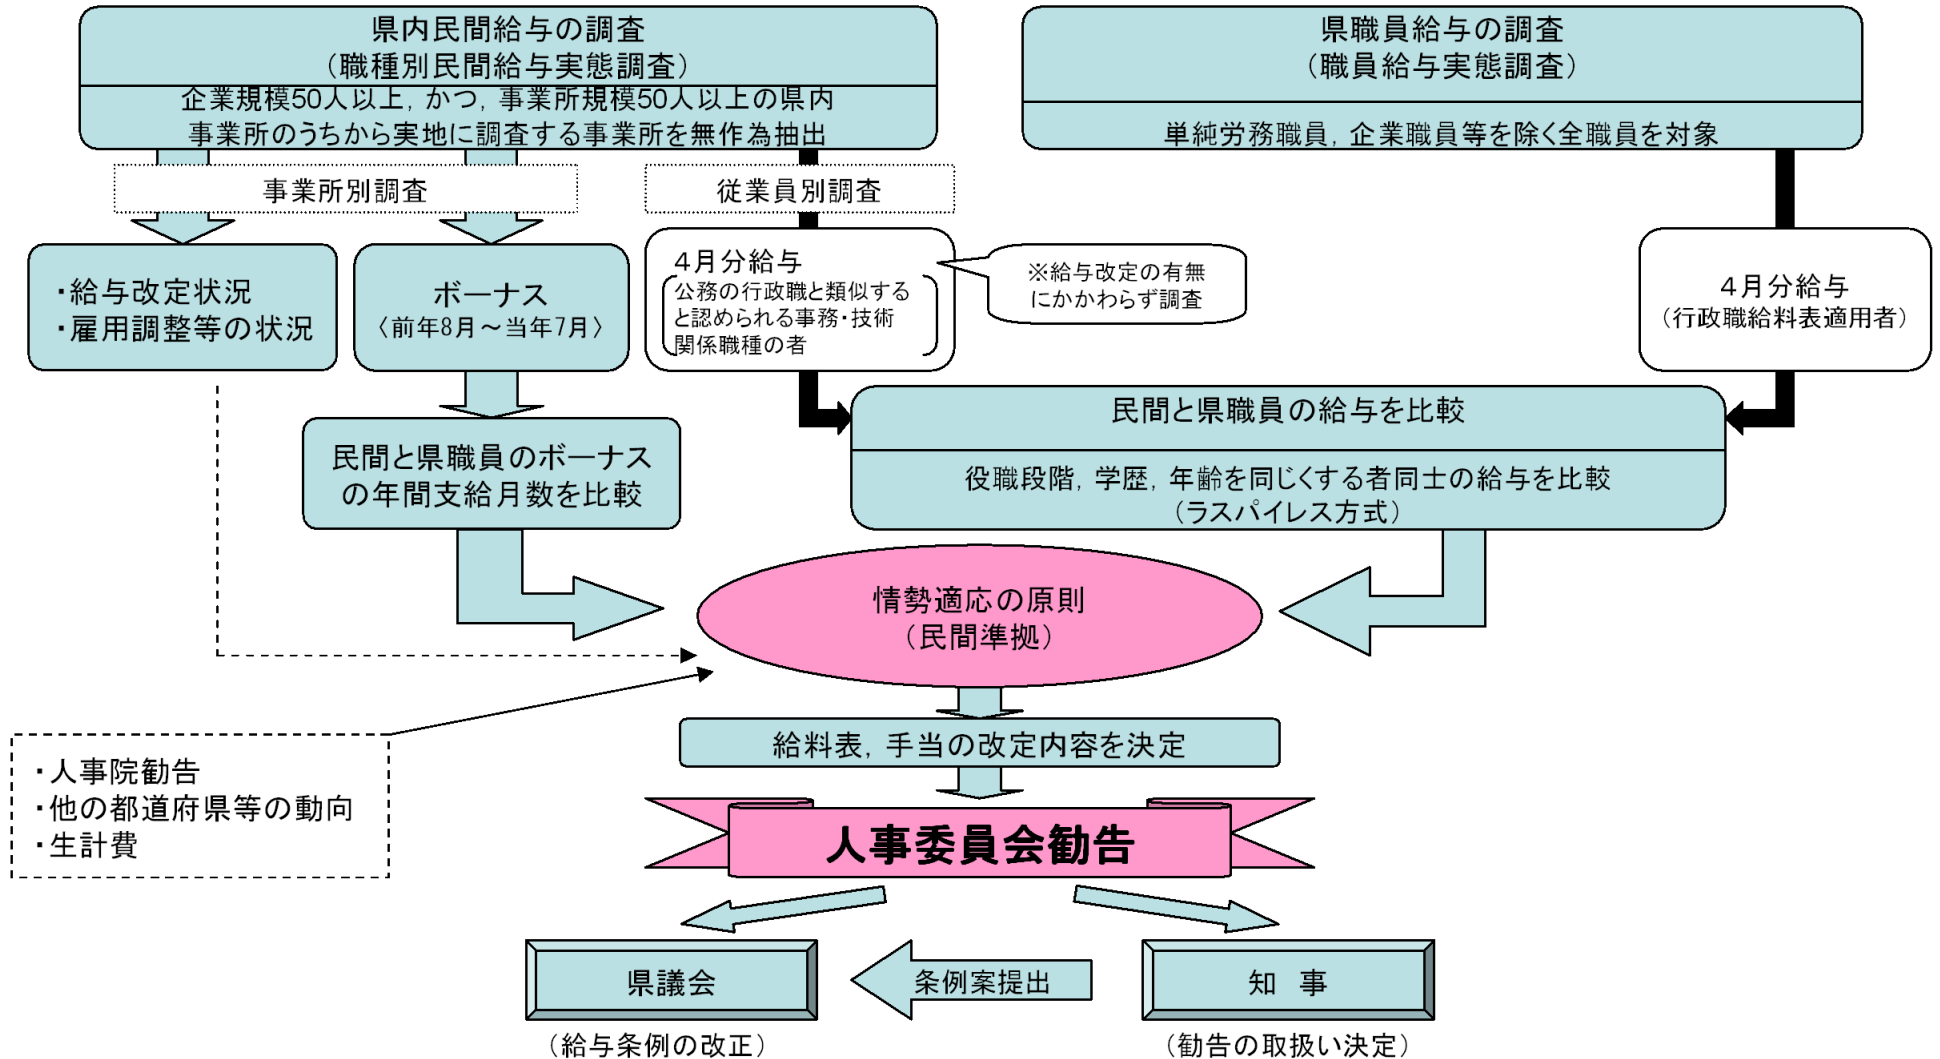 県内民間給与の調査
（職種別民間給与実態調査）
企業規模50人以上，かつ，事業所規模50人以上の県内
事業所のうちから実地に調査する事業所を無作為抽出
県職員給与の調査
（職員給与実態調査）
単純労務職員，企業職員等を除く全職員を対象
事業所別調査
従業員別調査
・給与改定状況
・雇用調整等の状況
ボーナス
〈前年8月～当年7月〉
４月分給与
公務の行政職と類似する
と認められる事務・技術
関係職種の者
※給与改定の有無
にかかわらず調査
４月分給与
（行政職給料表適用者）
民間と県職員のボーナス
の年間支給月数を比較
民間と県職員の給与を比較
役職段階，学歴，年齢を同じくする者同士の給与を比較
（ラスパイレス方式）
情勢適応の原則
（民間準拠）
給料表，手当の改定内容を決定
・人事院勧告
・他の都道府県等の動向
・生計費
人事委員会勧告
県議会
条例案提出
知　事
（給与条例の改正）
（勧告の取扱い決定）